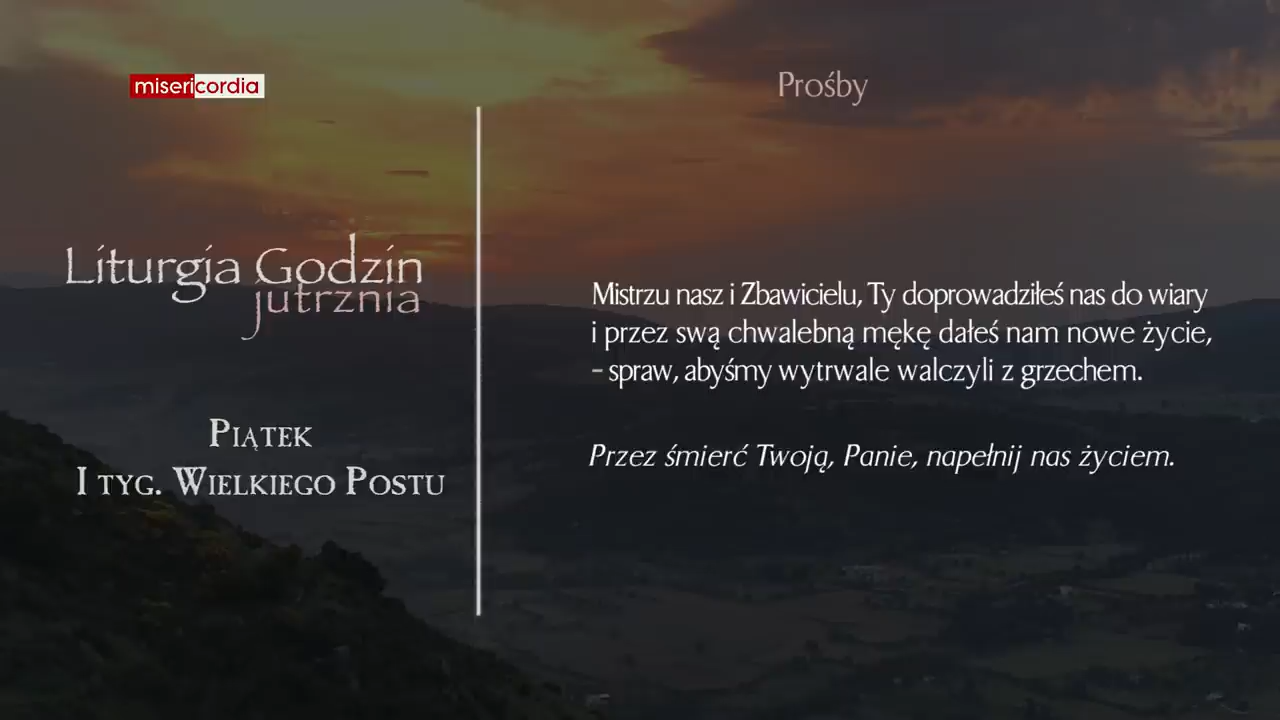 misericordia
Liturgia Godzin
jutrznia
Piątek
I tyg. Wielkiego Postu
Prośby
Mistrzu nasz i Zbawicielu, Ty doprowadziłeś nas do wiary
i przez swą chwalebną mękę dałeś nam nowe życie,
- spraw, abyśmy wytrwale walczyli z grzechem.
Przez śmierć Twoją, Panie, napełnij nas życiem.